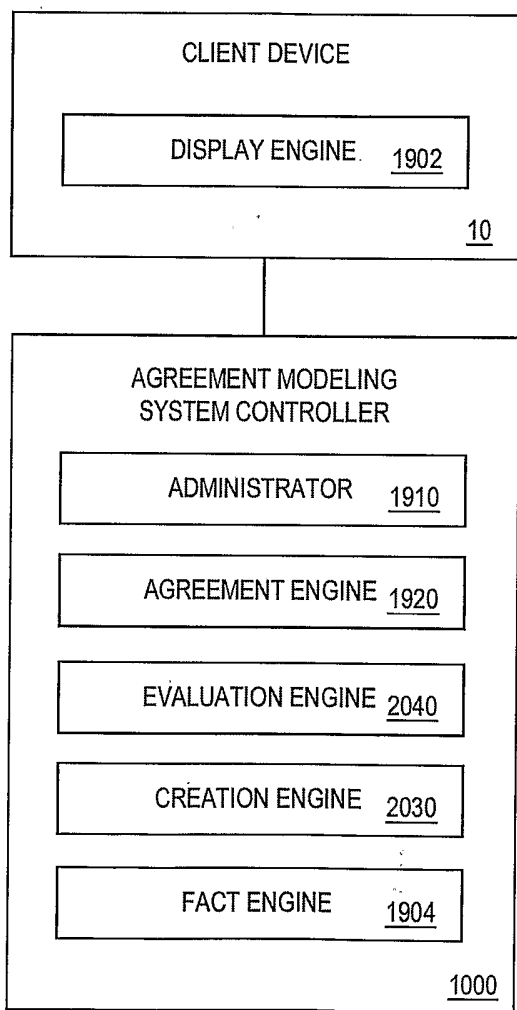 CLIENT DEVICE
DISPLAY ENGINE 1902
10
AGREEMENT MODELING
SYSTEM CONTROLLER
ADMINISTRATOR 1910
AGREEMENT ENGINE 1920
EVALUATION ENGINE 2040
CREATION ENGINE 2030
FACT ENGINE 1904
1000